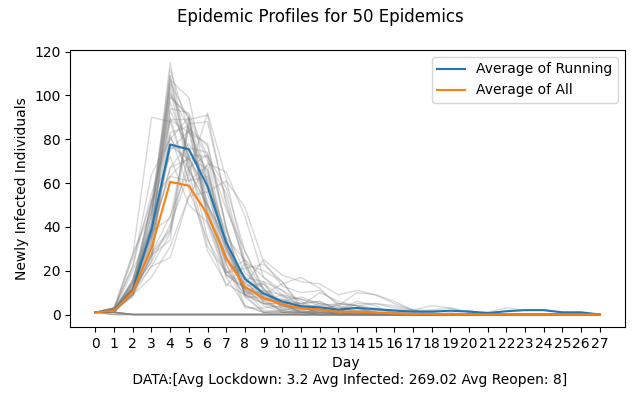 Epidemic Profiles for 50 Epidemics
120
100
80
60
40
20
0
Newly Infected Individuals
Average of Running
Average of All
0 1 2 3 4 5 6 7 8 9 10 11 12 13 14 15 16 17 18 19 20 21 22 23 24 25 26 27
Day
DATA:[Avg Lockdown: 3.2 Avg Infected: 269.02 Avg Reopen: 8]